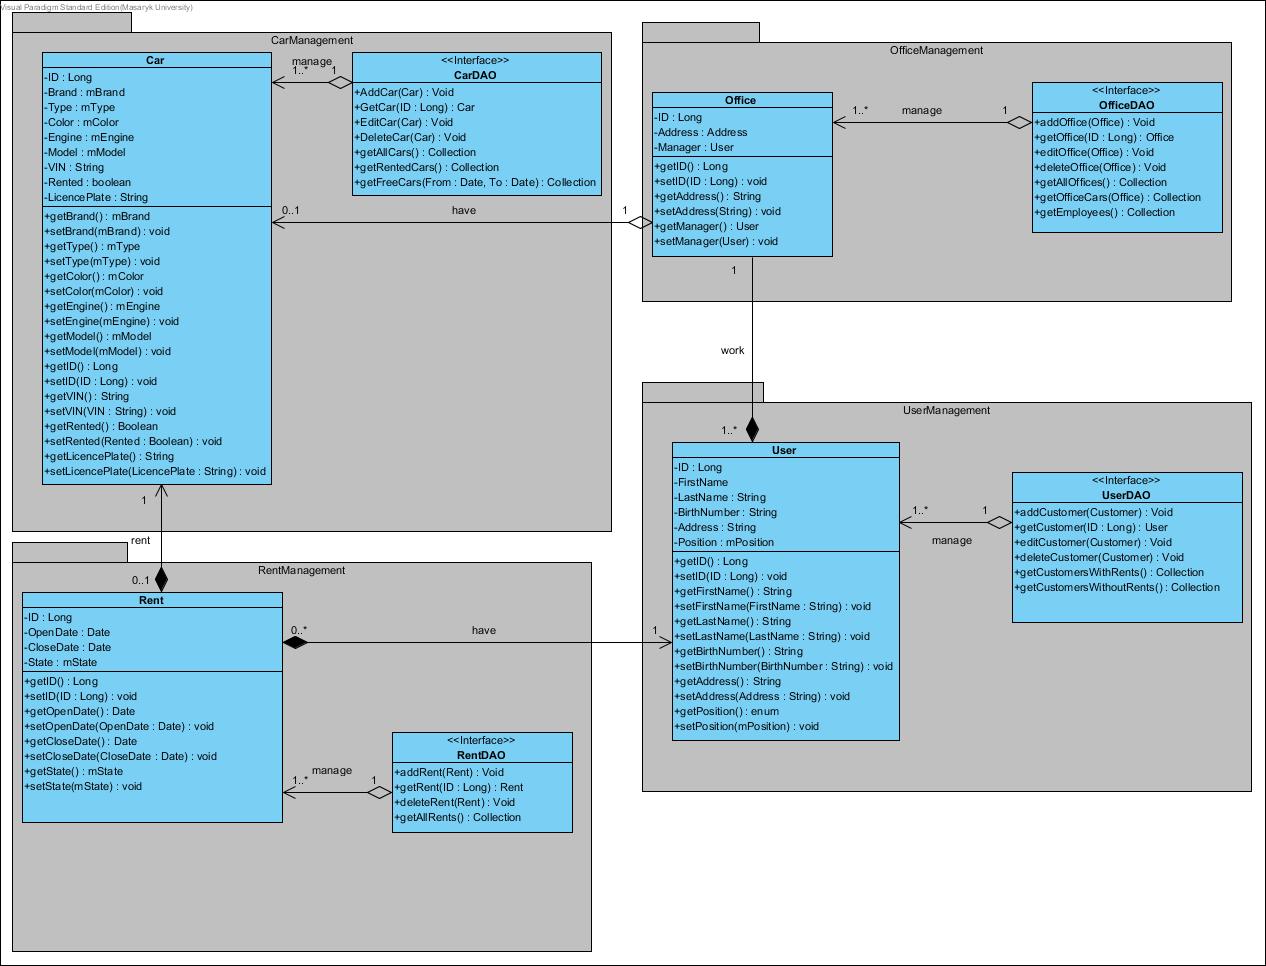 Visual Paradigm Standard Edition(Masaryk University)
CarManagement
Car
-ID : Long
-Brand : mBrand
-Type : mType
-Color : mColor
-Engine : mEngine
-Model : mModel
-VIN : String
-Rented : boolean
-LicencePlate : String
+getBrand() : mBrand
+setBrand(mBrand) : void
+getType() : mType
+setType(mType) : void
+getColor() : mColor
+setColor(mColor) : void
+getEngine() : mEngine
+setEngine(mEngine) : void
+getModel() : mModel
+setModel(mModel) : void
+getID() : Long
+setID(ID : Long) : void
+getVIN() : String
+setVIN(VIN : String) : void
+getRented() : Boolean
+setRented(Rented : Boolean) : void
+getLicencePlate() : String
+setLicencePlate(LicencePlate : String) : void
manage
1..*
1
<<Interface>>
CarDAO
+AddCar(Car) : Void
+GetCar(ID : Long) : Car
+EditCar(Car) : Void
+DeleteCar(Car) : Void
+getAllCars() : Collection
+getRentedCars() : Collection
+getFreeCars(From : Date, To : Date) : Collection
0..1
have
1
OfficeManagement
Office
-ID : Long
-Address : Address
-Manager : User
+getID() : Long
+setID(ID : Long) : void
+getAddress() : String
+setAddress(String) : void
+getManager() : User
+setManager(User) : void
1..*
manage
1
<<Interface>>
OfficeDAO
+addOffice(Office) : Void
+getOffice(ID : Long) : Office
+editOffice(Office) : Void
+deleteOffice(Office) : Void
+getAllOffices() : Collection
+getOfficeCars(Office) : Collection
+getEmployees() : Collection
1
work
1..*
UserManagement
User
-ID : Long
-FirstName
-LastName : String
-BirthNumber : String
-Address : String
-Position : mPosition
+getID() : Long
+setID(ID : Long) : void
+getFirstName() : String
+setFirstName(FirstName : String) : void
+getLastName() : String
+setLastName(LastName : String) : void
+getBirthNumber() : String
+setBirthNumber(BirthNumber : String) : void
+getAddress() : String
+setAddress(Address : String) : void
+getPosition() : enum
+setPosition(mPosition) : void
1..*
1
manage
<<Interface>>
UserDAO
+addCustomer(Customer) : Void
+getCustomer(ID : Long) : User
+editCustomer(Customer) : Void
+deleteCustomer(Customer) : Void
+getCustomersWithRents() : Collection
+getCustomersWithoutRents() : Collection
1
rent
0..1
RentManagement
Rent
-ID : Long
-OpenDate : Date
-CloseDate : Date
-State : mState
+getID() : Long
+setID(ID : Long) : void
+getOpenDate() : Date
+setOpenDate(OpenDate : Date) : void
+getCloseDate() : Date
+setCloseDate(CloseDate : Date) : void
+getState() : mState
+setState(mState) : void
0..*
have
1
manage
1..*
1
<<Interface>>
RentDAO
+addRent(Rent) : Void
+getRent(ID : Long) : Rent
+deleteRent(Rent) : Void
+getAllRents() : Collection